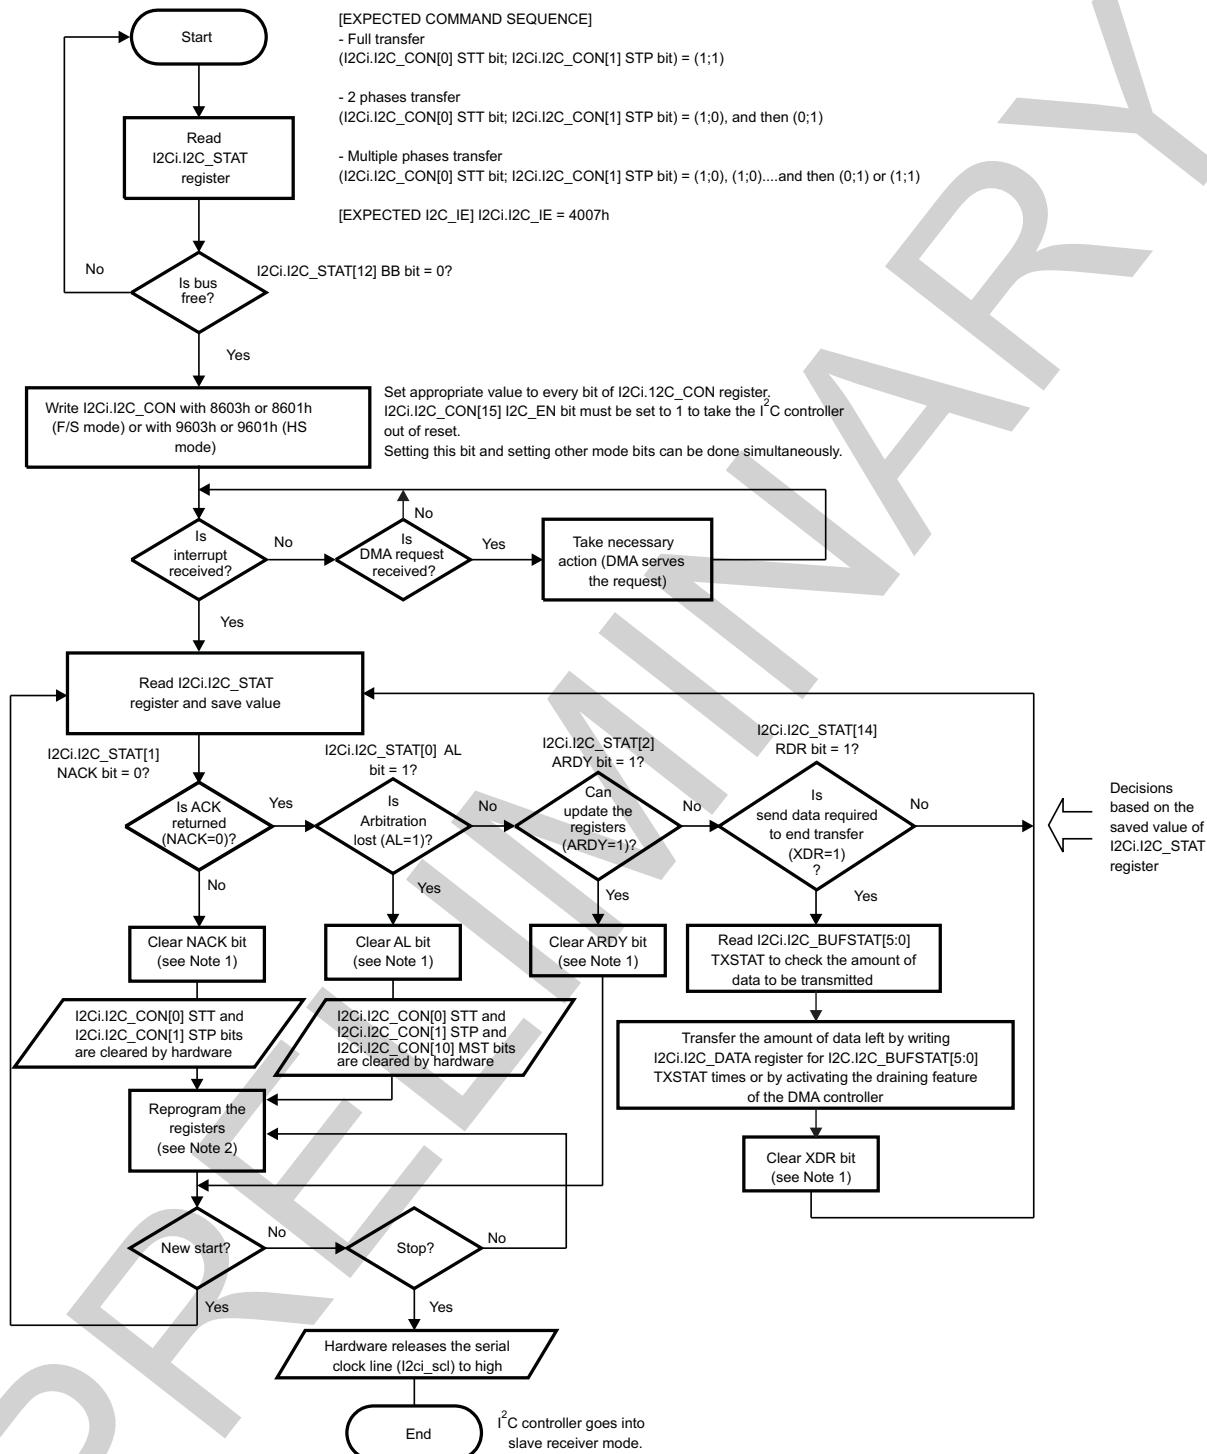 Start
[EXPECTED COMMAND SEQUENCE]
- Full transfer
(I2Ci.I2C_CON[0] STT bit; I2Ci.I2C_CON[1] STP bit) = (1;1)
- 2 phases transfer
(I2Ci.I2C_CON[0] STT bit; I2Ci.I2C_CON[1] STP bit) = (1;0), and then (0;1)
- Multiple phases transfer
(I2Ci.I2C_CON[0] STT bit; I2Ci.I2C_CON[1] STP bit) = (1;0), (1;0)....and then (0;1) or (1;1)
[EXPECTED I2C_IE] I2Ci.I2C_IE = 4007h
Read
I2Ci.I2C_STAT
register
No
Is bus
free?
I2Ci.I2C_STAT[12] BB bit = 0?
Yes
Write I2Ci.I2C_CON with 8603h or 8601h
(F/S mode) or with 9603h or 9601h (HS
mode)
Set appropriate value to every bit of I2Ci.12C_CON register.
I2Ci.I2C_CON[15] I2C_EN bit must be set to 1 to take the I2C controller
out of reset.
Setting this bit and setting other mode bits can be done simultaneously.
Is
interrupt
received?
No
Is
DMA request
received?
No
Yes
Take necessary
action (DMA serves
the request)
Yes
Read I2Ci.I2C_STAT
register and save value
I2Ci.I2C_STAT[1]
NACK bit = 0?
I2Ci.I2C_STAT[0] AL
bit = 1?
I2Ci.I2C_STAT[2]
ARDY bit = 1?
I2Ci.I2C_STAT[14]
RDR bit = 1?
Is ACK
returned
(NACK=0)?
Yes
Is
Arbitration
lost (AL=1)?
No
Can
update the
registers
(ARDY=1)?
No
Is
send data required
to end transfer
(XDR=1)
?
No
Decisions
based on the
saved value of
I2Ci.I2C_STAT
register
No
Yes
Yes
Yes
Clear NACK bit
(see Note 1)
Clear AL bit
(see Note 1)
Clear ARDY bit
(see Note 1)
Read I2Ci.I2C_BUFSTAT[5:0]
TXSTAT to check the amount of
data to be transmitted
I2Ci.I2C_CON[0] STT and
I2Ci.I2C_CON[1] STP bits
are cleared by hardware
I2Ci.I2C_CON[0] STT and
I2Ci.I2C_CON[1] STP and
I2Ci.I2C_CON[10] MST bits
are cleared by hardware
Transfer the amount of data left by writing
I2Ci.I2C_DATA register for I2C.I2C_BUFSTAT[5:0]
TXSTAT times or by activating the draining feature
of the DMA controller
Reprogram the
registers
(see Note 2)
Clear XDR bit
(see Note 1)
New start?
No
Stop?
No
Yes
Yes
Hardware releases the serial
clock line (I2ci_scl) to high
End
I2C controller goes into
slave receiver mode.
PRELIMINARY